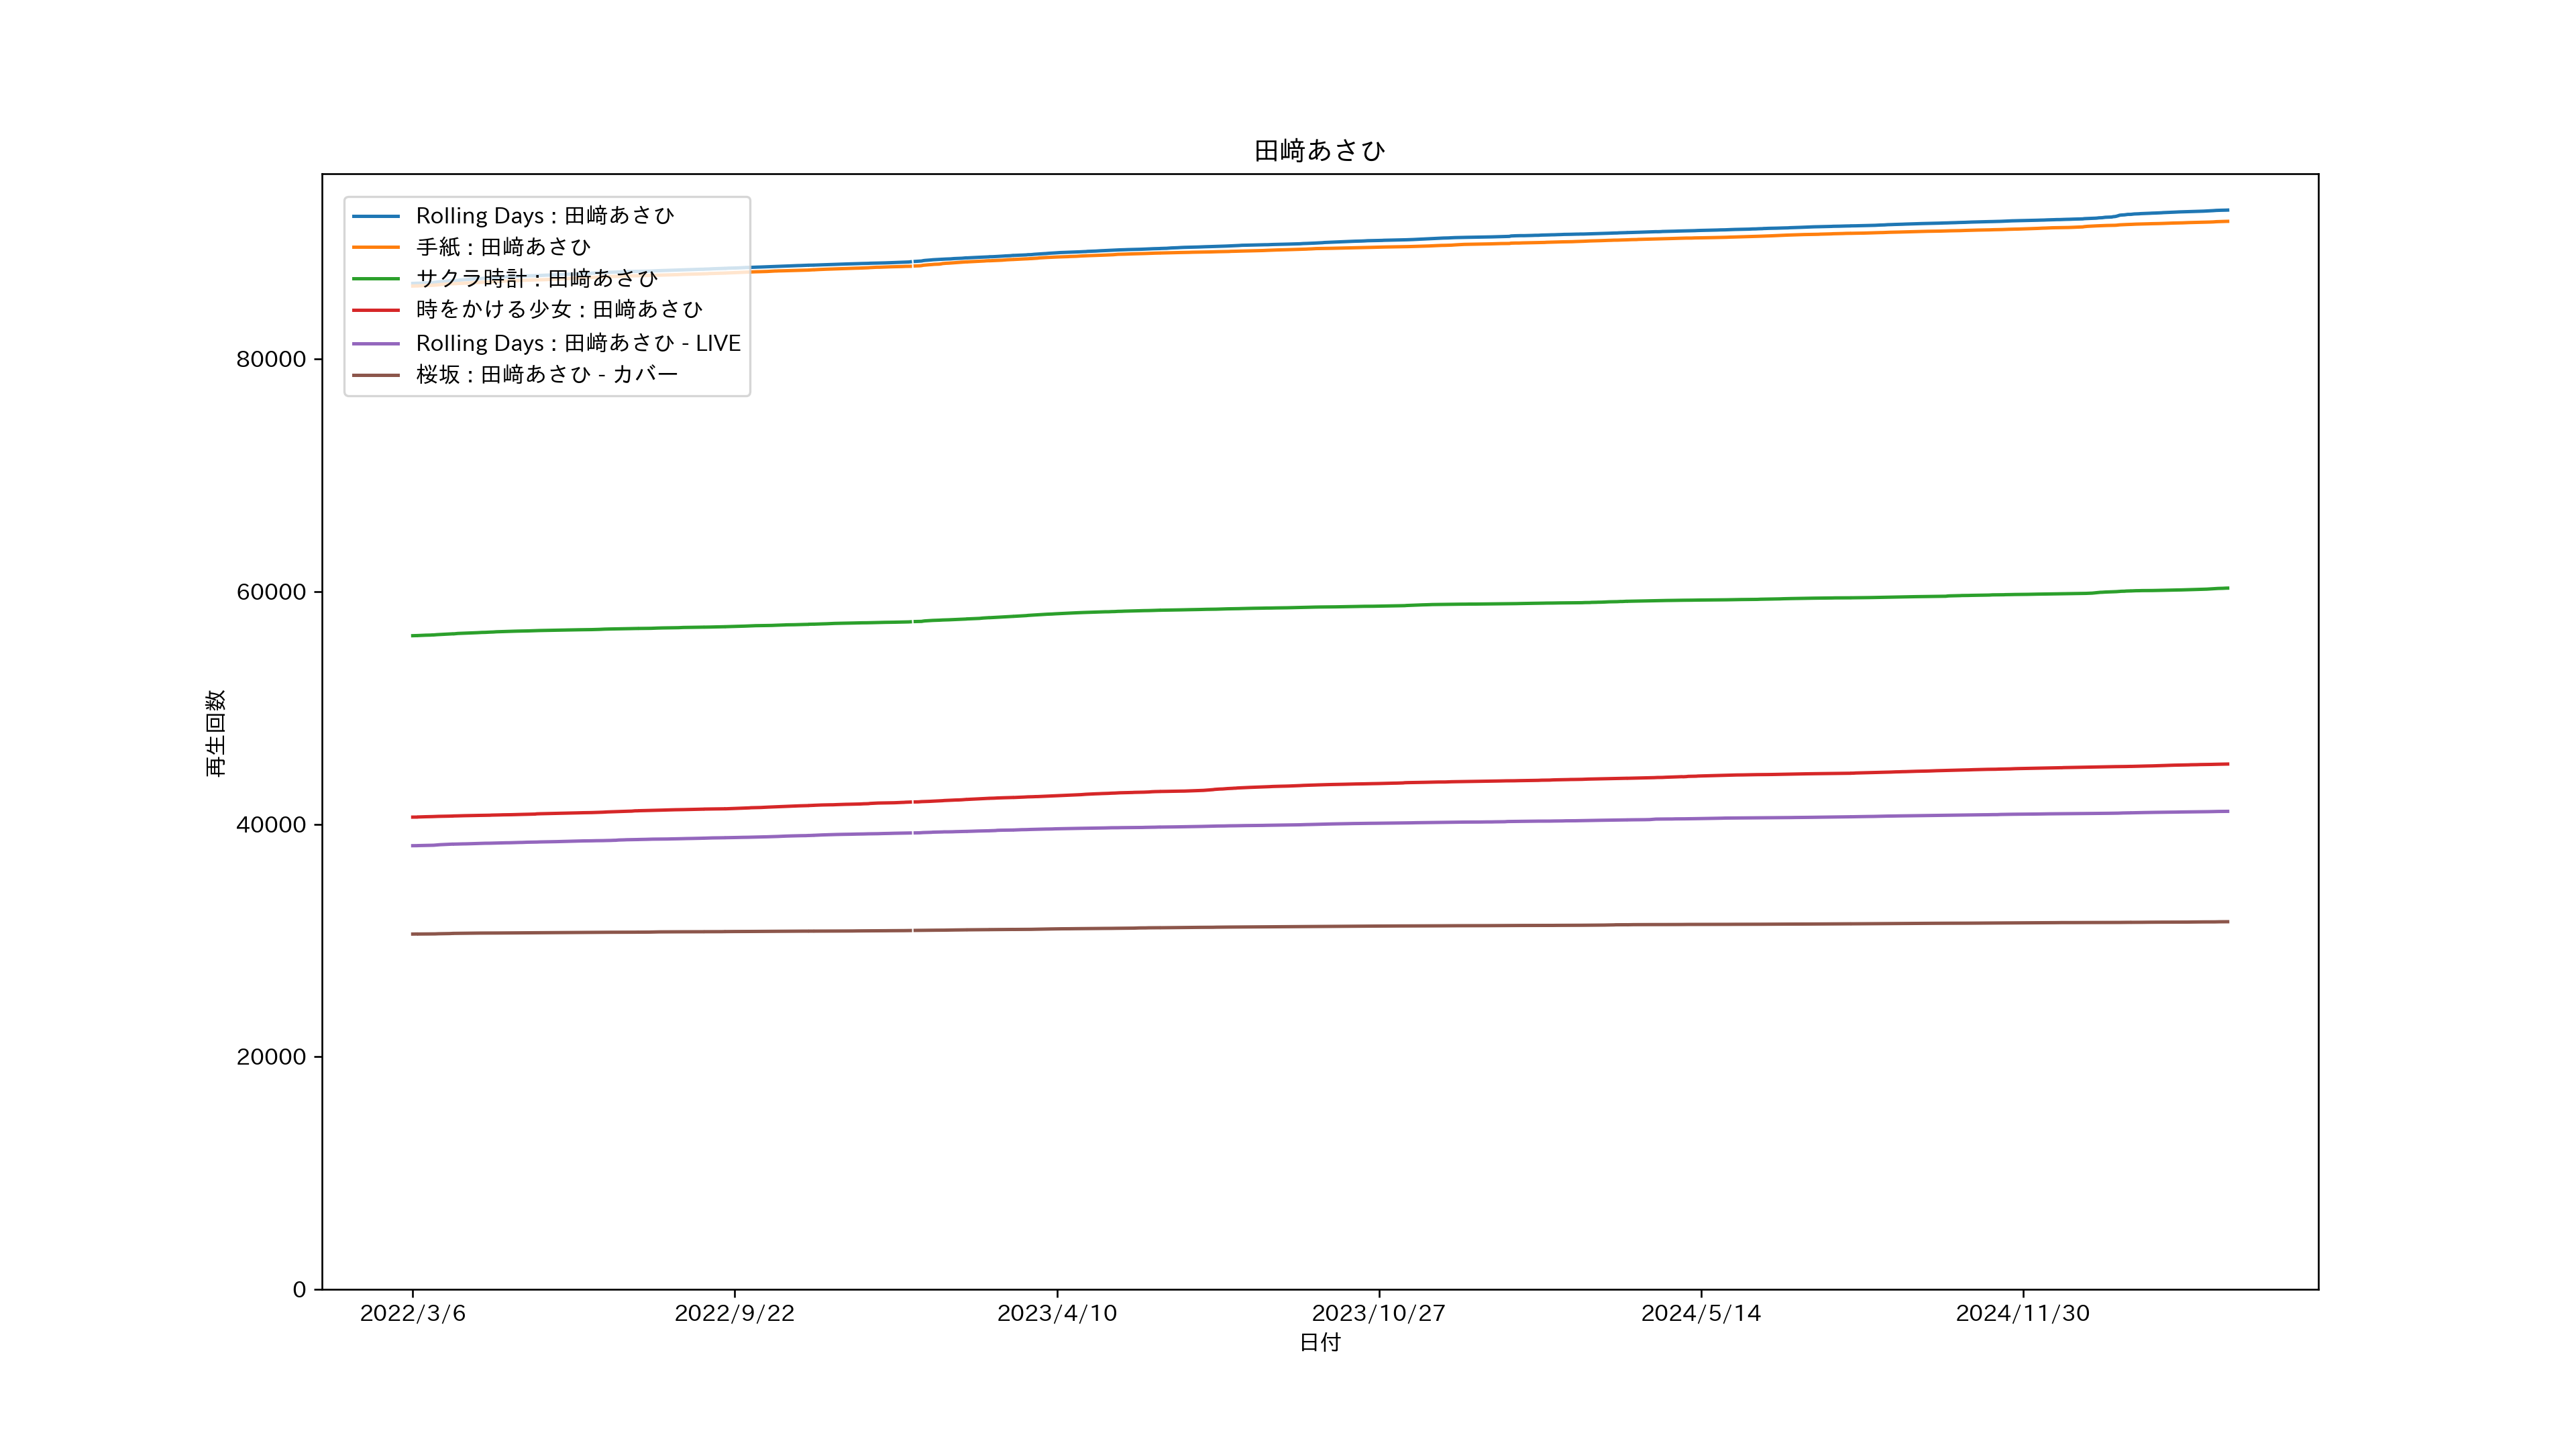 田﨑あさひ
Rolling Days : 田﨑あさひ
手紙 : 田﨑あさひ
サクラ時計 : 田﨑あさひ
時をかける少女 : 田﨑あさひ
Rolling Days : 田﨑あさひ - LIVE
桜坂 : 田﨑あさひ - カバー
80000
60000
40000
20000
0
再生回数
2022/3/6
2022/9/22
2023/4/10
2023/10/27
2024/5/14
2024/11/30
日付